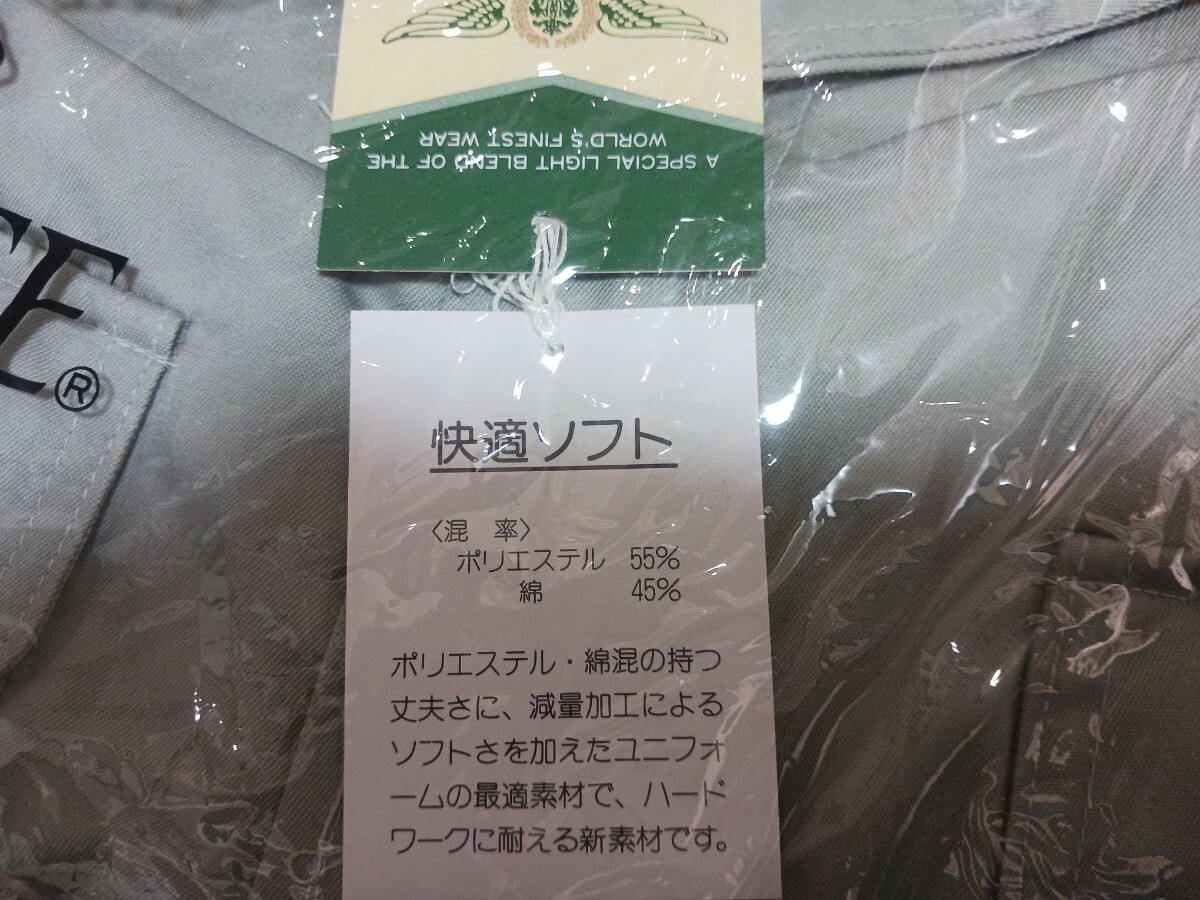 A SPECIAL LIGHT BLEND OF THE
WORLD'S FINEST WEAR
®
快適ソフト
〈混 率〉
ポリエステル 55%
綿 45%
ポリエステル・綿混の持つ
丈夫さに、減量加工による
ソフトさを加えたユニフォ
ームの最適素材で、ハード
ワークに耐える新素材です。